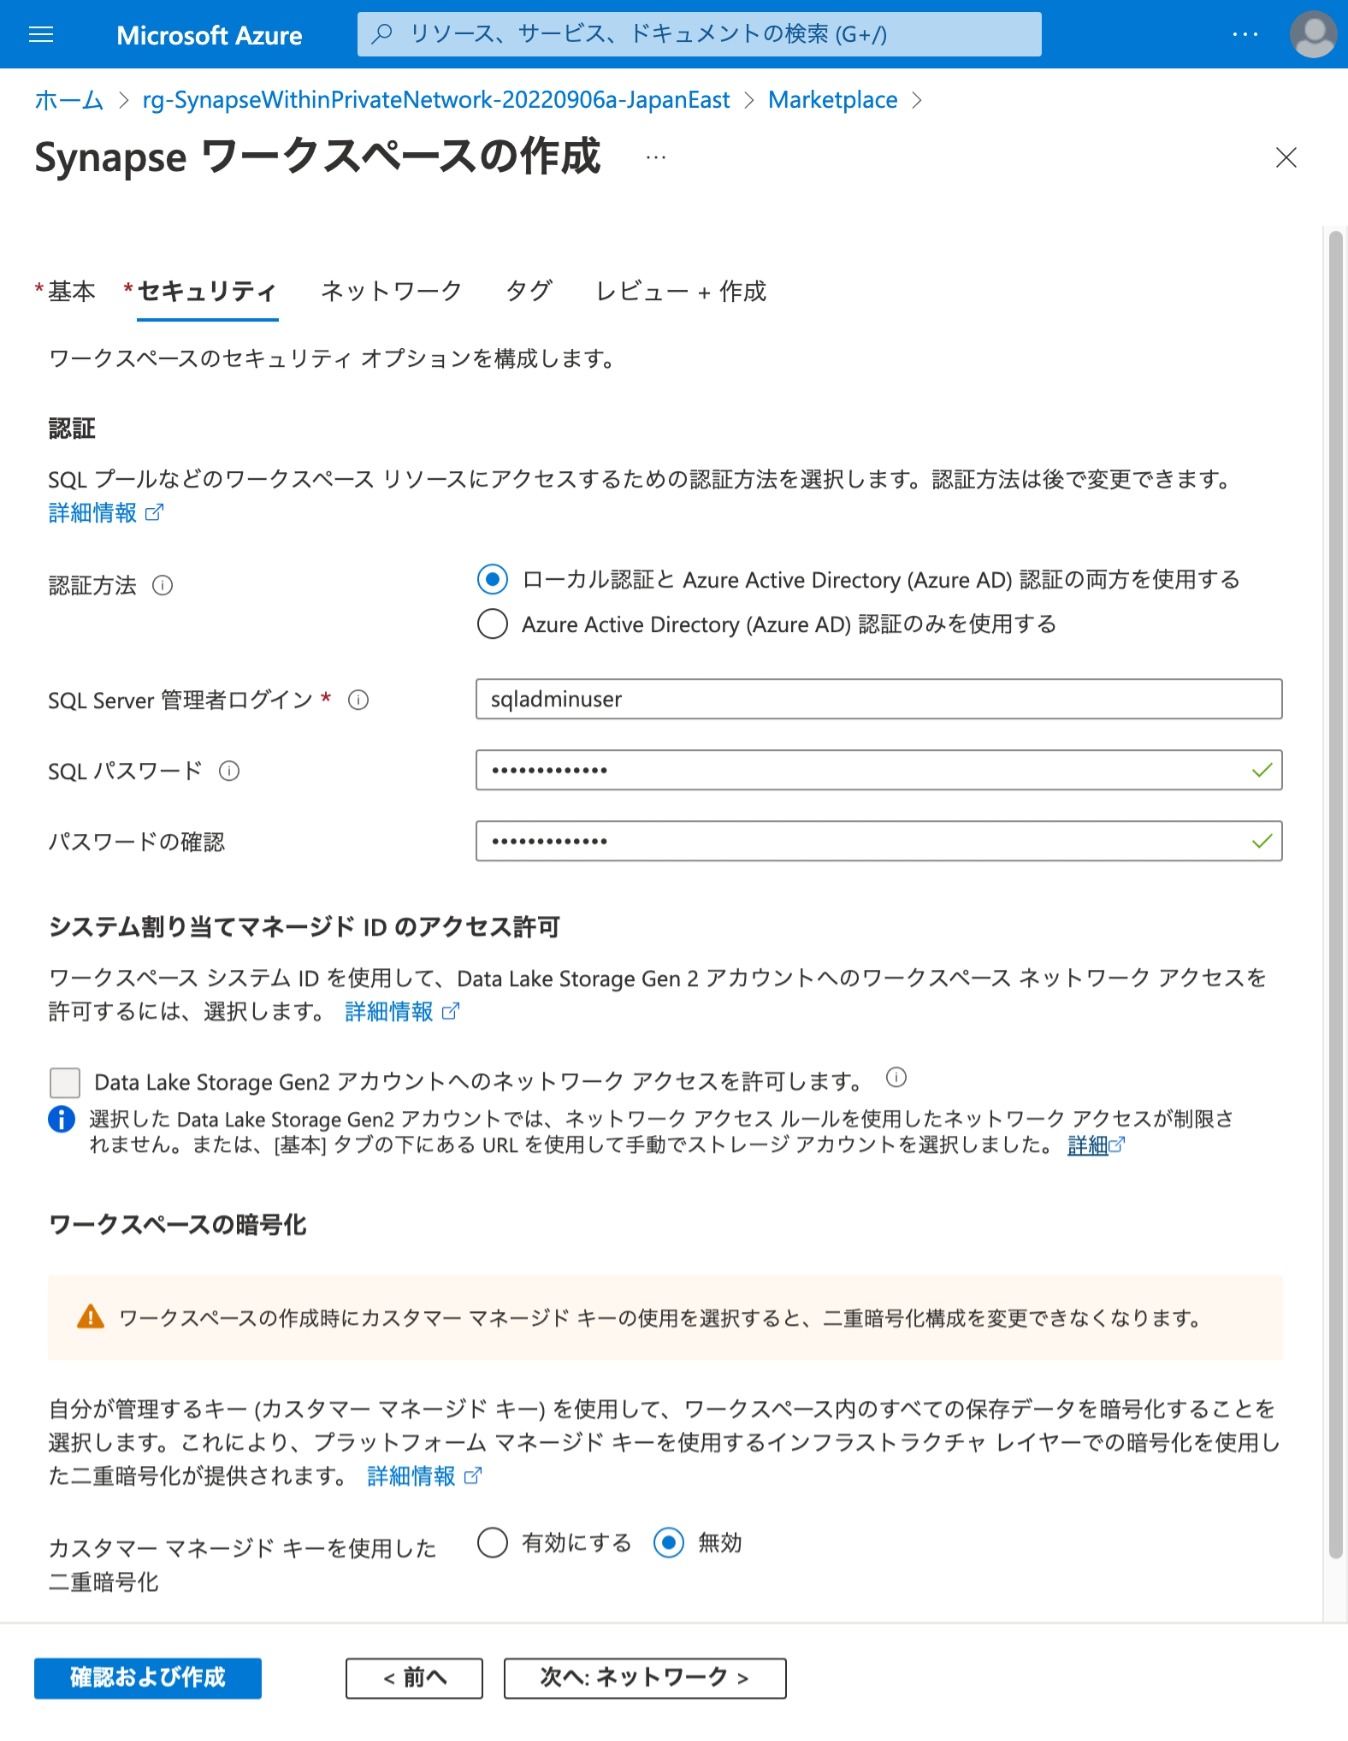 Microsoft Azure
リソース、サービス、ドキュメントの検索 (G+/)
ホーム > rg-SynapseWithinPrivateNetwork-20220906a-JapanEast > Marketplace >
Synapse ワークスペースの作成 ...
* 基本 * セキュリティ ネットワーク タグ レビュー + 作成
ワークスペースのセキュリティ オプションを構成します。
認証
SQL プールなどのワークスペース リソースにアクセスするための認証方法を選択します。認証方法は後で変更できます。
詳細情報
認証方法
ローカル認証と Azure Active Directory (Azure AD) 認証の両方を使用する
Azure Active Directory (Azure AD) 認証のみを使用する
SQL Server 管理者ログイン *
sqladminuser
SQL パスワード
•••••••••••••
パスワードの確認
•••••••••••••
システム割り当てマネージド ID のアクセス許可
ワークスペース システム ID を使用して、Data Lake Storage Gen 2 アカウントへのワークスペース ネットワーク アクセスを
許可するには、選択します。 詳細情報
Data Lake Storage Gen2 アカウントへのネットワーク アクセスを許可します。
選択した Data Lake Storage Gen2 アカウントでは、ネットワーク アクセス ルールを使用したネットワーク アクセスが制限さ
れません。または、[基本] タブの下にある URL を使用して手動でストレージ アカウントを選択しました。 詳細
ワークスペースの暗号化
ワークスペースの作成時にカスタマー マネージド キーの使用を選択すると、二重暗号化構成を変更できなくなります。
自分が管理するキー (カスタマー マネージド キー) を使用して、ワークスペース内のすべての保存データを暗号化することを
選択します。これにより、プラットフォーム マネージド キーを使用するインフラストラクチャ レイヤーでの暗号化を使用し
た二重暗号化が提供されます。 詳細情報
カスタマー マネージド キーを使用した
二重暗号化
有効にする 無効
確認および作成 < 前へ 次へ: ネットワーク >